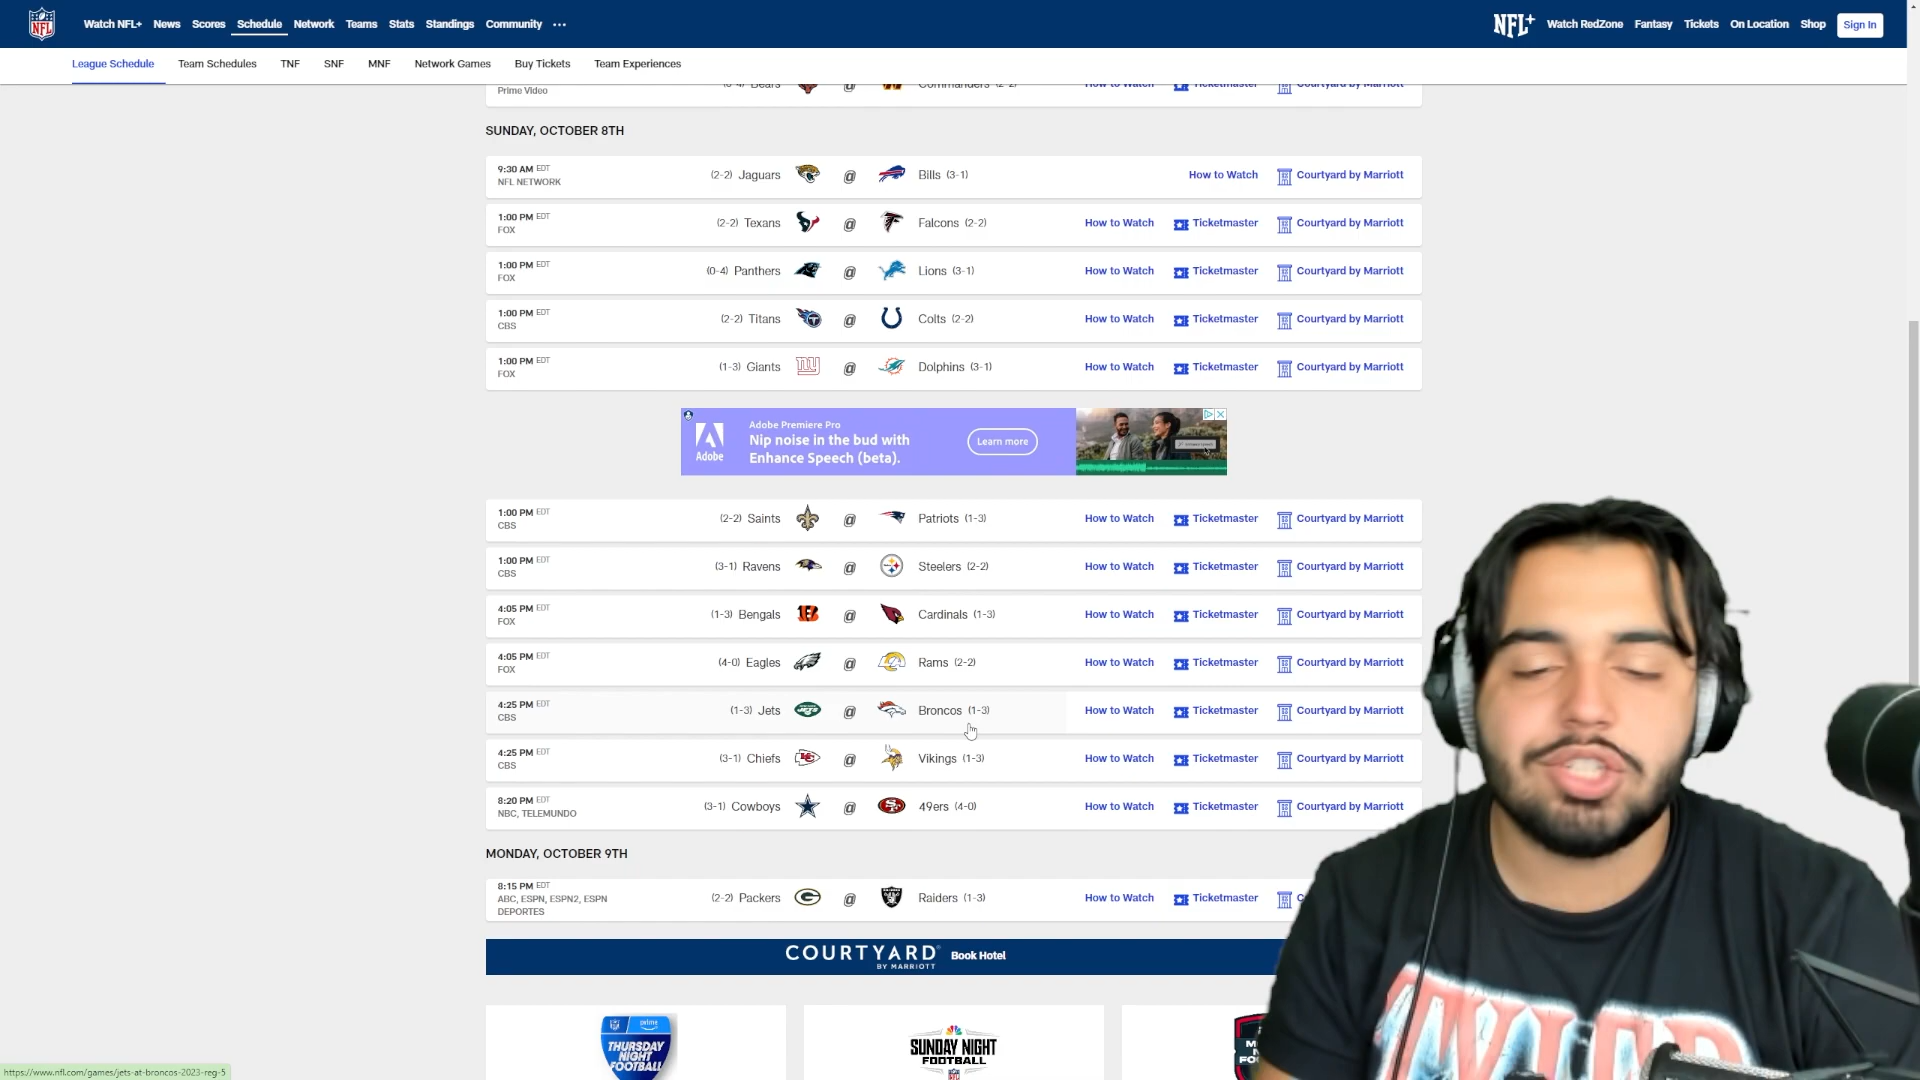 NFL
Watch NFL+ News Scores Schedule Network Teams Stats Standings Community ...
NFL+ Watch RedZone Fantasy Tickets On Location Shop Sign In
League Schedule Team Schedules TNF SNF MNF Network Games Buy Tickets Team Experiences
Prime Video
(0-4) Bears @ Commanders (2-2) How to Watch Ticketmaster Courtyard by Marriott
SUNDAY, OCTOBER 8TH
9:30 AM EDT
NFL NETWORK
(2-2) Jaguars @ Bills (3-1) How to Watch Courtyard by Marriott
1:00 PM EDT
FOX
(2-2) Texans @ Falcons (2-2) How to Watch Ticketmaster Courtyard by Marriott
1:00 PM EDT
FOX
(0-4) Panthers @ Lions (3-1) How to Watch Ticketmaster Courtyard by Marriott
1:00 PM EDT
CBS
(2-2) Titans @ Colts (2-2) How to Watch Ticketmaster Courtyard by Marriott
1:00 PM EDT
FOX
(1-3) Giants @ Dolphins (3-1) How to Watch Ticketmaster Courtyard by Marriott
Adobe
Adobe Premiere Pro
Nip noise in the bud with
Enhance Speech (beta).
Learn more
1:00 PM EDT
CBS
(2-2) Saints @ Patriots (1-3) How to Watch Ticketmaster Courtyard by Marriott
1:00 PM EDT
CBS
(3-1) Ravens @ Steelers (2-2) How to Watch Ticketmaster Courtyard by Marriott
4:05 PM EDT
FOX
(1-3) Bengals @ Cardinals (1-3) How to Watch Ticketmaster Courtyard by Marriott
4:05 PM EDT
FOX
(4-0) Eagles @ Rams (2-2) How to Watch Ticketmaster Courtyard by Marriott
4:25 PM EDT
CBS
(1-3) Jets @ Broncos (1-3) How to Watch Ticketmaster Courtyard by Marriott
4:25 PM EDT
CBS
(3-1) Chiefs @ Vikings (1-3) How to Watch Ticketmaster Courtyard by Marriott
8:20 PM EDT
NBC, TELEMUNDO
(3-1) Cowboys @ 49ers (4-0) How to Watch Ticketmaster Courtyard by Marriott
MONDAY, OCTOBER 9TH
8:15 PM EDT
ABC, ESPN, ESPN2, ESPN
DEPORTES
(2-2) Packers @ Raiders (1-3) How to Watch Ticketmaster
COURTYARD BY MARRIOTT Book Hotel
prime
THURSDAY
NIGHT
FOOTBALL
SUNDAY NIGHT
FOOTBALL
https://www.nfl.com/games/jets-at-broncos-2023-reg-5